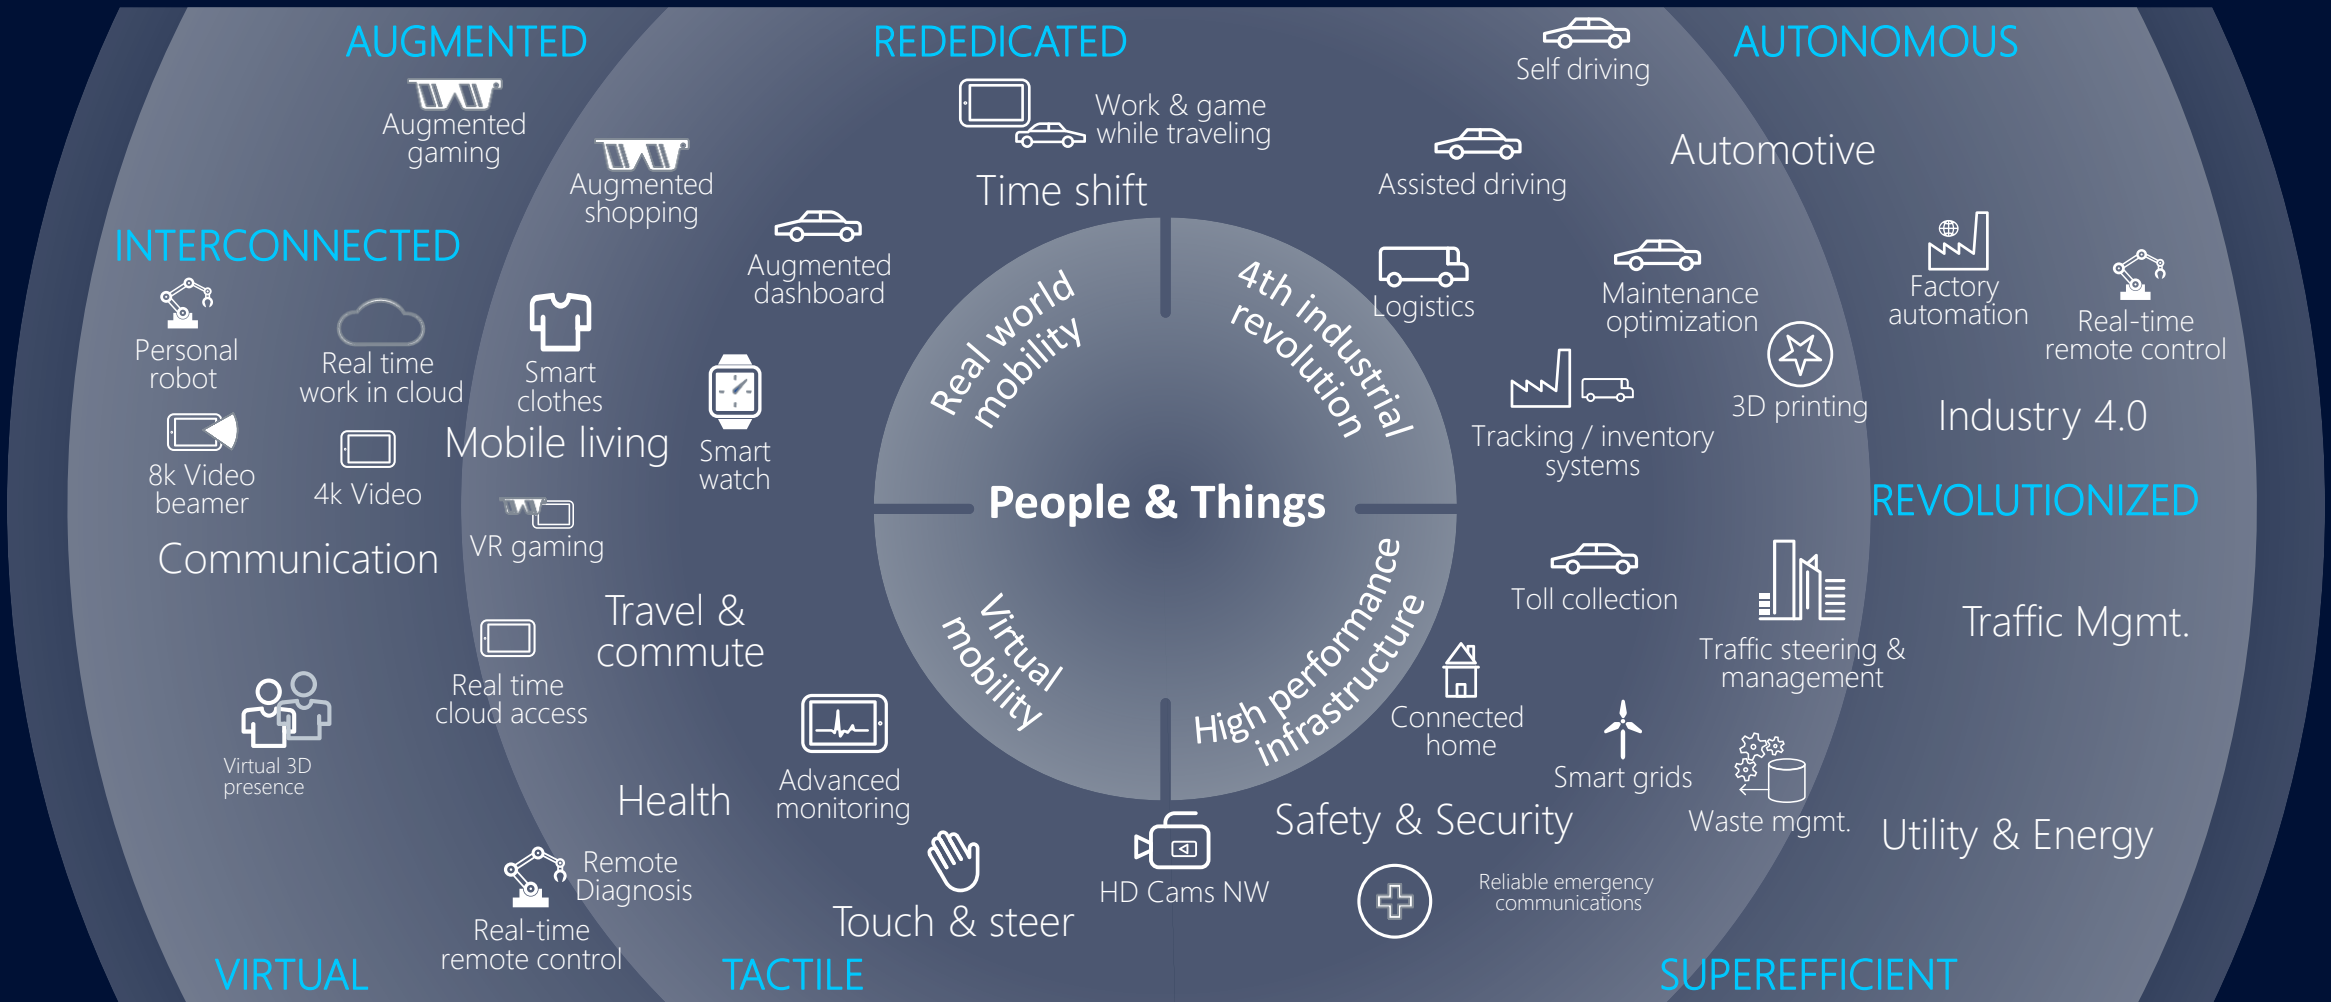 AUGMENTED
REDEDICATED
AUTONOMOUS
Self driving
Augmented
gaming
Work & game
while traveling
Augmented
shopping
Time shift
Assisted driving
Automotive
INTERCONNECTED
Augmented
dashboard
Personal
robot
Real time
work in cloud
Smart
clothes
Smart
watch
Mobile living
8k Video
beamer
4k Video
Communication
VR gaming
Travel &
commute
Real time
cloud access
Virtual 3D
presence
Health
Advanced
monitoring
Remote
Diagnosis
Real-time
remote control
VIRTUAL
TACTILE
Touch & steer
Real world
mobility
4th industrial
revolution
People & Things
Virtual
mobility
High performance
infrastructure
Logistics
Maintenance
optimization
Factory
automation
Real-time
remote control
3D printing
Industry 4.0
Tracking / inventory
systems
REVOLUTIONIZED
Toll collection
Traffic steering &
management
Traffic Mgmt.
Connected
home
Smart grids
Waste mgmt.
Utility & Energy
Safety & Security
HD Cams NW
Reliable emergency
communications
SUPEREFFICIENT